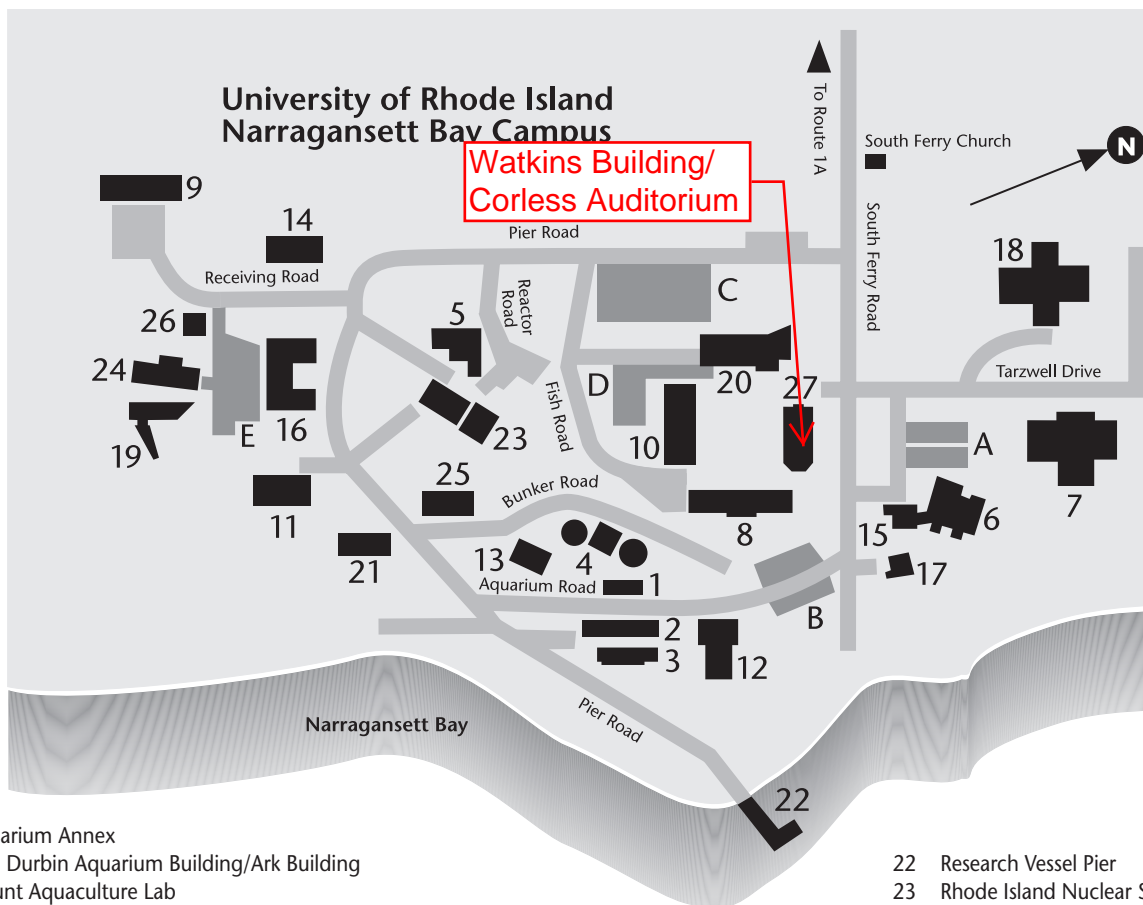 University of Rhode Island
Narragansett Bay Campus
Watkins Building/
Corless Auditorium
To Route 1A
South Ferry Church
N
9
14
Pier Road
South Ferry Road
18
Receiving Road
Reactor
Road
C
26
5
24
20
27
Tarzwell Drive
D
Fish Road
19
E
16
23
10
A
25
Bunker Road
11
8
15
6
7
21
13
4
17
Aquarium Road
1
B
2
3
12
Narragansett Bay
Pier Road
22
arium Annex
Durbin Aquarium Building/Ark Building
unt Aquaculture Lab
22 Research Vessel Pier
23 Rhode Island Nuclear S